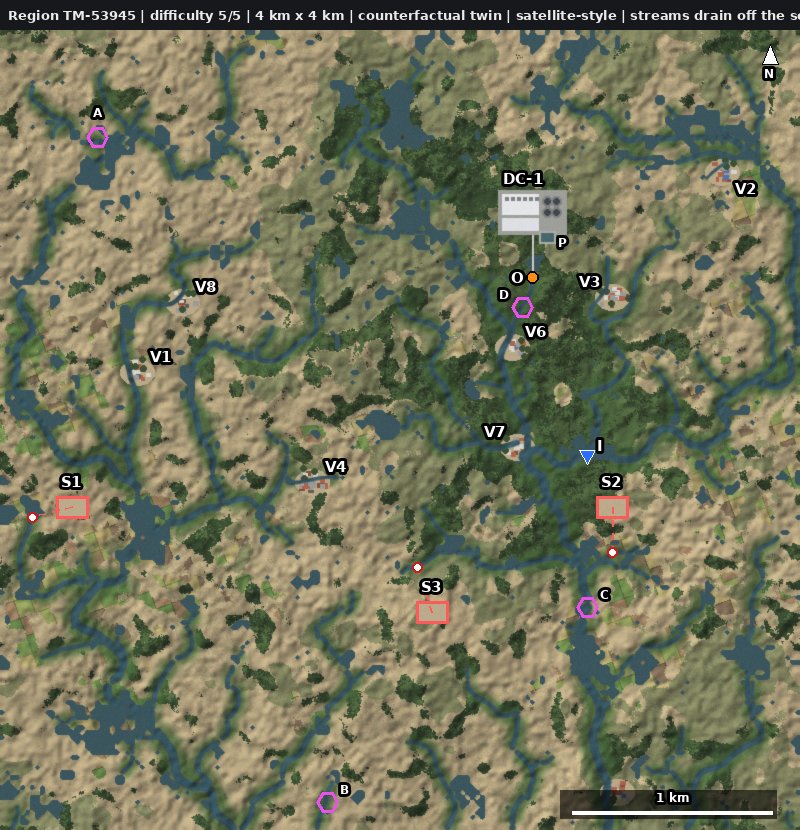 Region TM-53945 | difficulty 5/5 | 4 km x 4 km | counterfactual twin | satellite-style | streams drain off the so
N
A
DC-1
V2
P
O
D
V3
V8
V6
V1
V7
I
V4
S1
S2
S3
C
B
1 km